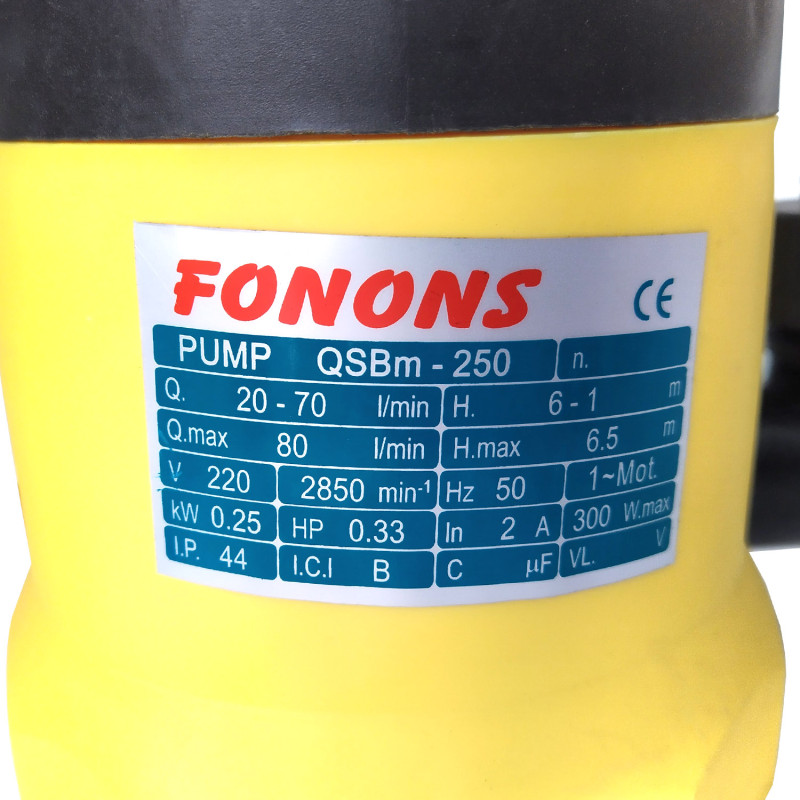 FONONS CE
PUMP QSBm - 250 n.
Q. 20 - 70 l/min H. 6 - 1 m
Q.max 80 l/min H.max 6.5 m
V 220 2850 min-¹ Hz 50 1~Mot.
kW 0.25 HP 0.33 In 2 A 300 W.max
I.P. 44 I.C.I B C µF VL. V